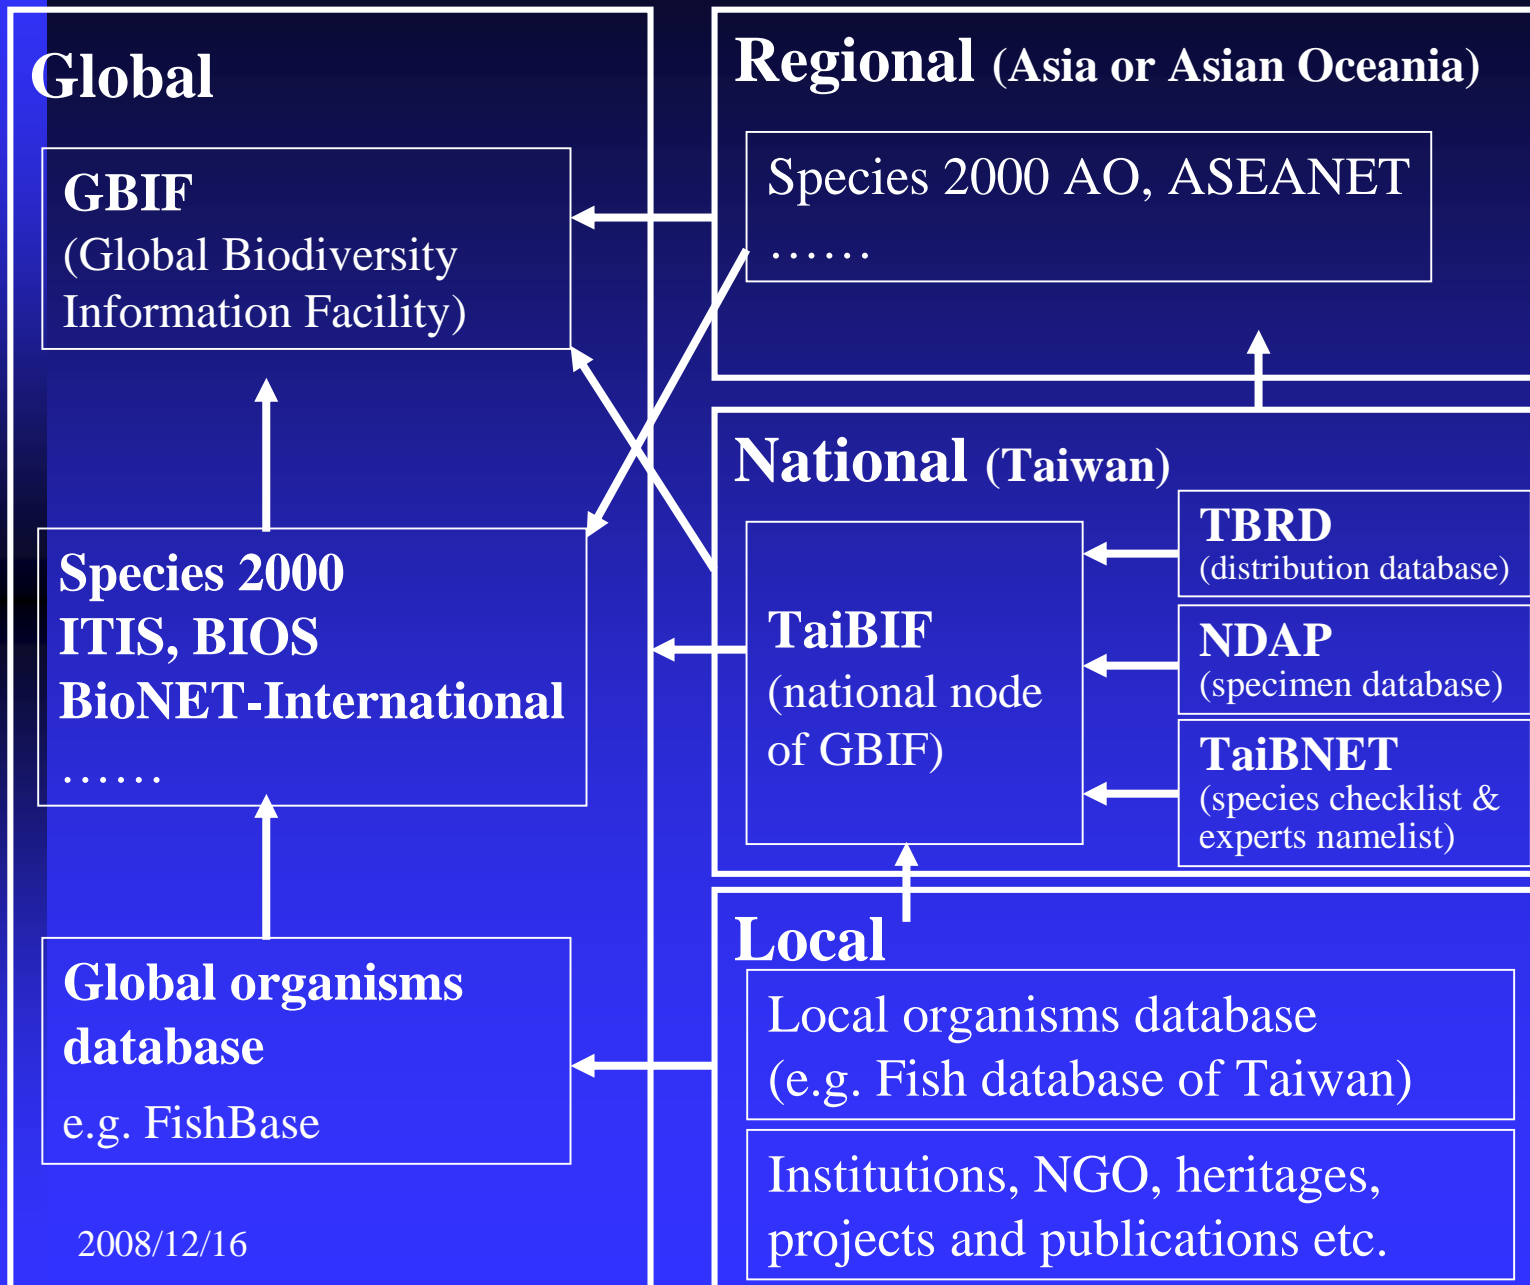 Global
GBIF
(Global Biodiversity
Information Facility)
Species 2000
ITIS, BIOS
BioNET-International
……
Global organisms
database
e.g. FishBase
2008/12/16
Regional (Asia or Asian Oceania)
Species 2000 AO, ASEANET
……
National (Taiwan)
TaiBIF
(national node
of GBIF)
TBRD
(distribution database)
NDAP
(specimen database)
TaiBNET
(species checklist &
experts namelist)
Local
Local organisms database
(e.g. Fish database of Taiwan)
Institutions, NGO, heritages,
projects and publications etc.